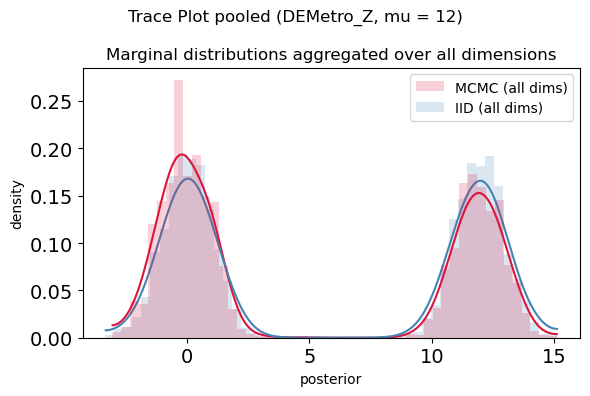 Trace Plot pooled (DEMetro_Z, mu = 12)
Marginal distributions aggregated over all dimensions
MCMC (all dims)
IID (all dims)
density
0.25
0.20
0.15
0.10
0.05
0.00
0
5
10
15
posterior